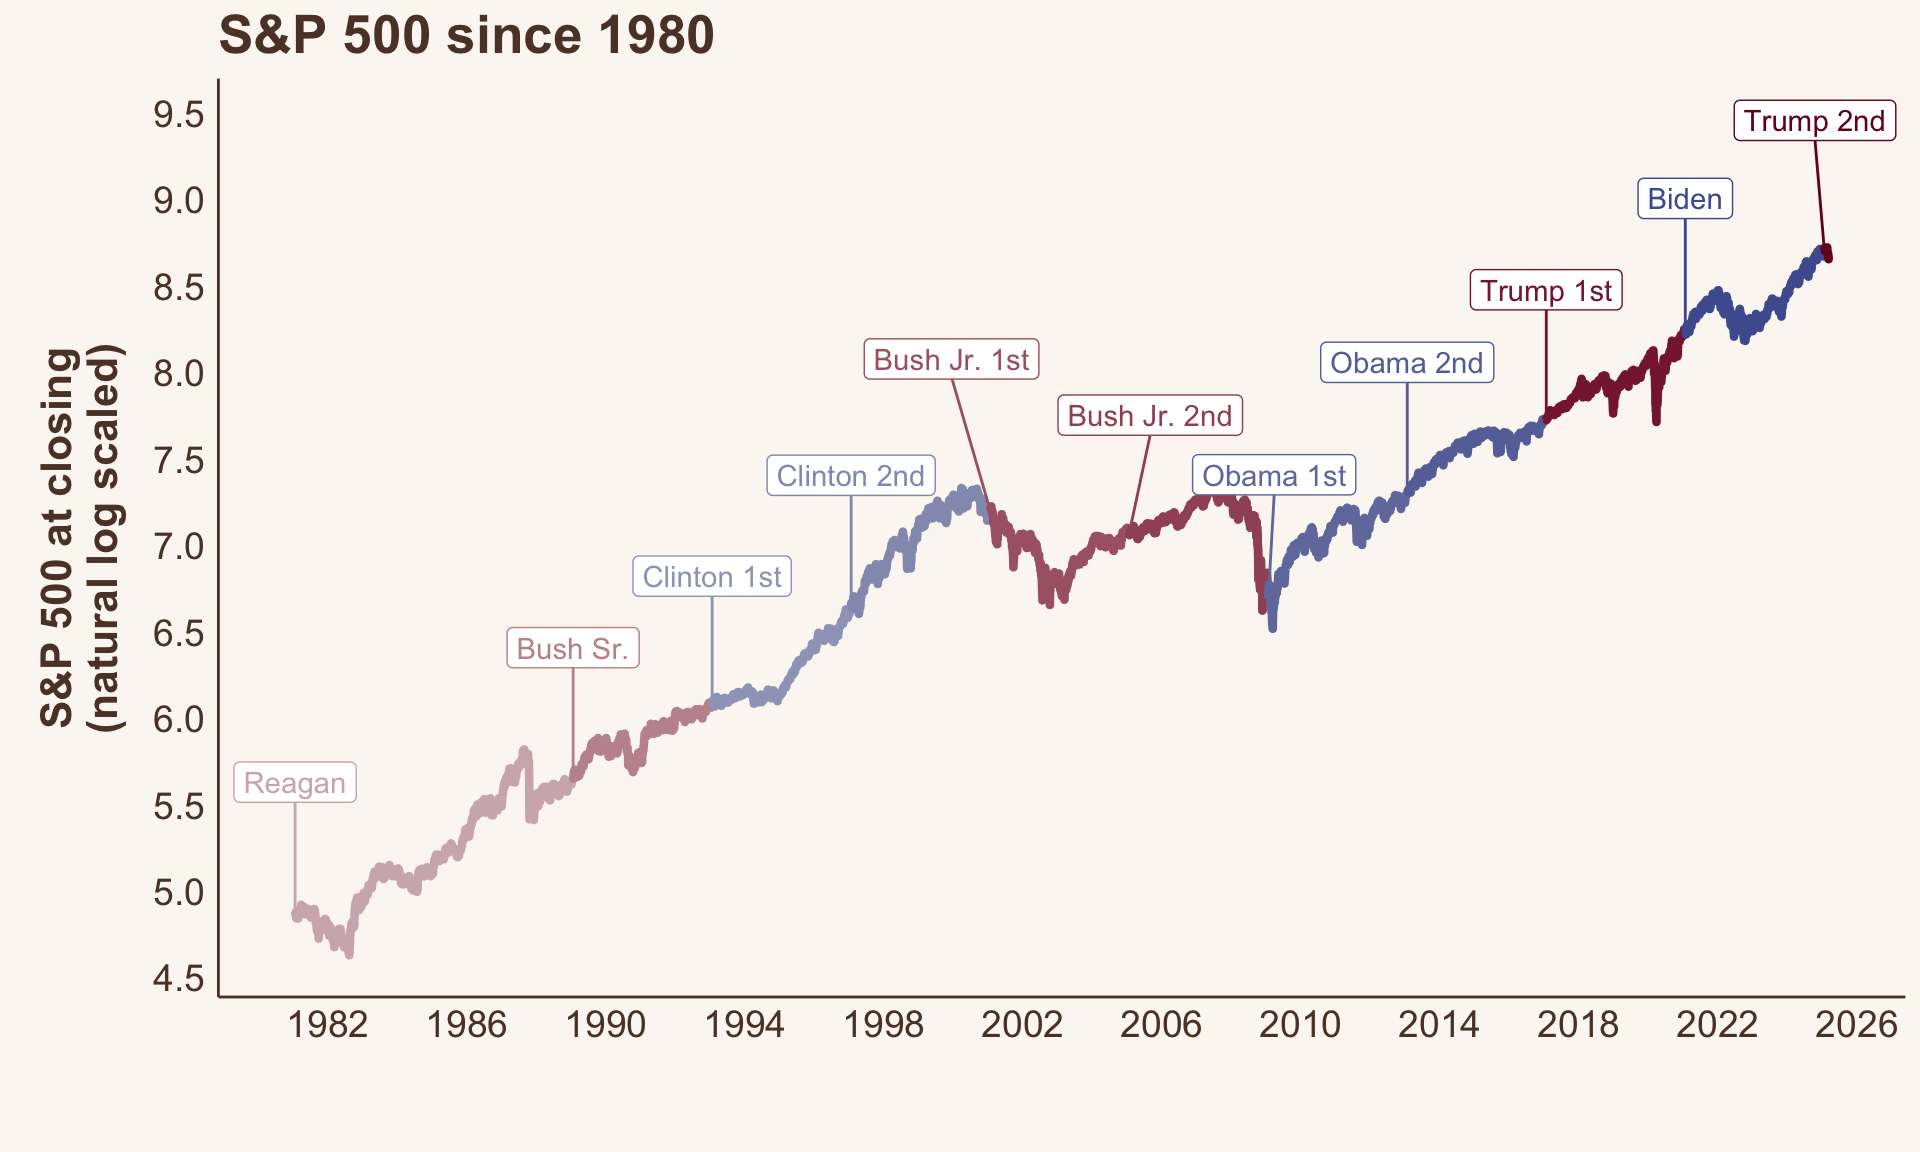 S&P 500 since 1980
S&P 500 at closing
(natural log scaled)
9.5
9.0
8.5
8.0
7.5
7.0
6.5
6.0
5.5
5.0
4.5
Trump 2nd
Biden
Trump 1st
Obama 2nd
Bush Jr. 1st
Bush Jr. 2nd
Obama 1st
Clinton 2nd
Clinton 1st
Bush Sr.
Reagan
1982 1986 1990 1994 1998 2002 2006 2010 2014 2018 2022 2026